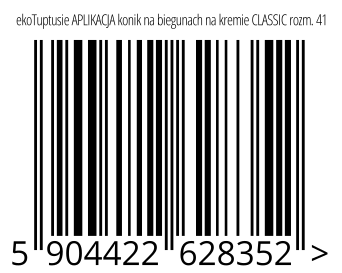 ekoTuptusie APLIKACJA konik na biegunach na kremie CLASSIC rozm. 41
5 904422 628352 >